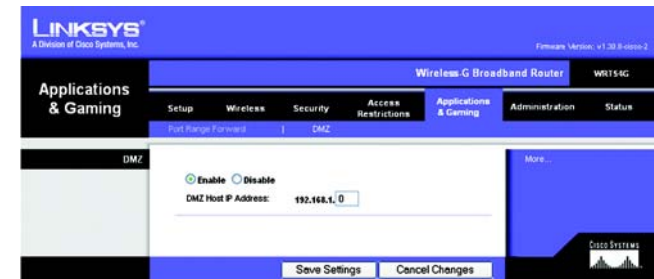 LINKSYS®
A Division of Cisco Systems, Inc.
Firmware Version: v1.30.8-cisco-2
Wireless-G Broadband Router WRT54G
Applications & Gaming
Setup Wireless Security Access Restrictions Applications & Gaming Administration Status
Port Range Forward | DMZ
DMZ
Enable Disable
DMZ Host IP Address: 192.168.1. 0
More...
Save Settings Cancel Changes
CISCO SYSTEMS